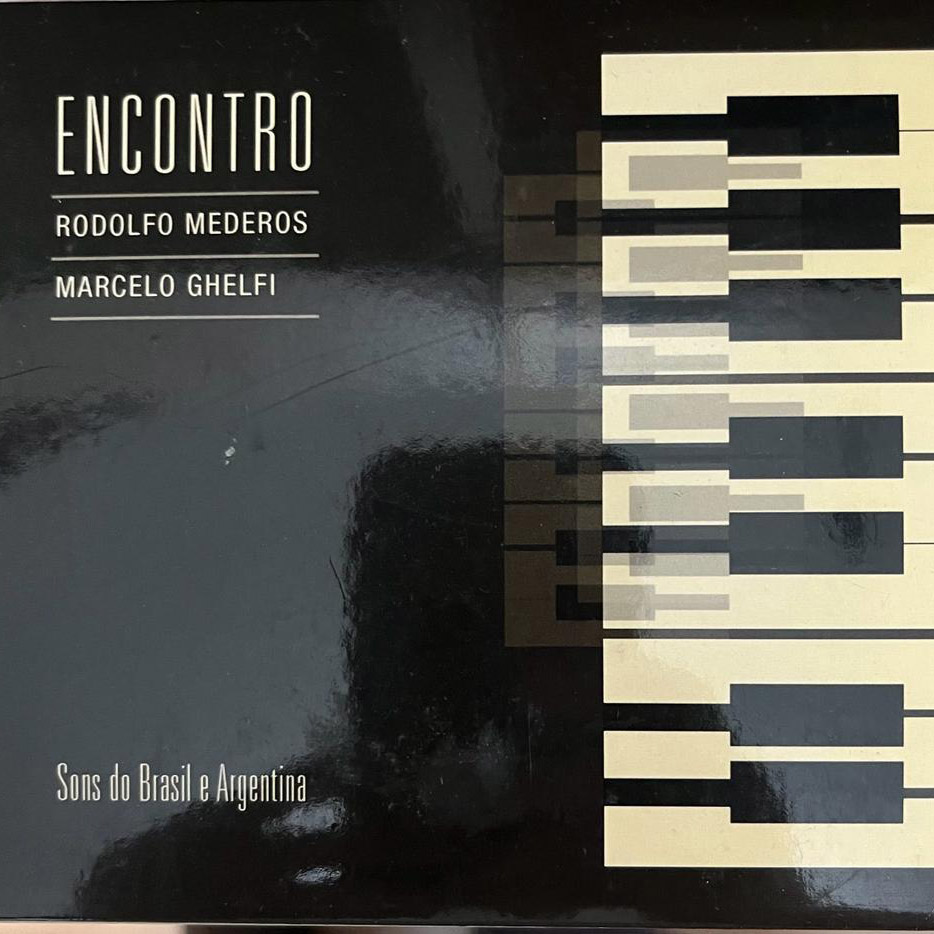 ENCONTRO
RODOLFO MEDEROS
MARCELO GHELFI
Sons do Brasil e Argentina